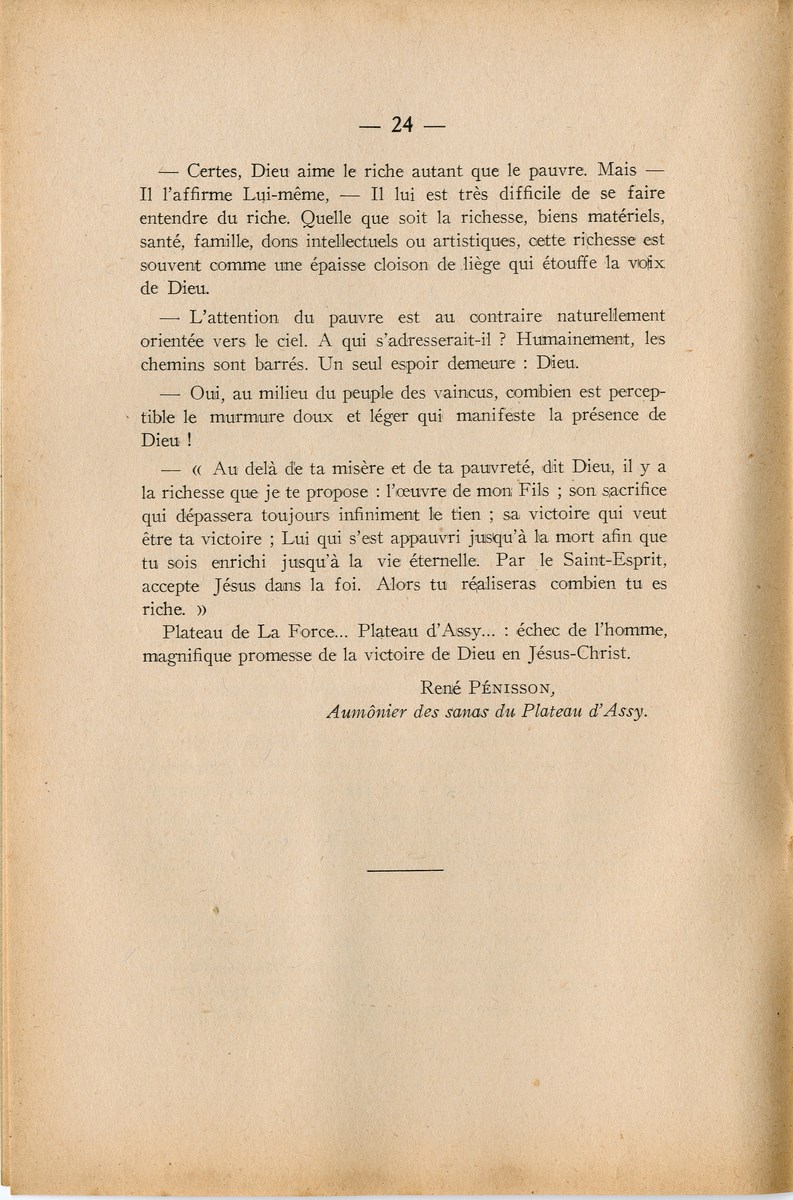 — 24 —
— Certes, Dieu aime le riche autant que le pauvre. Mais —
Il l'affirme Lui-même, — Il lui est très difficile de se faire
entendre du riche. Quelle que soit la richesse, biens matériels,
santé, famille, dons intellectuels ou artistiques, cette richesse est
souvent comme une épaisse cloison de liège qui étouffe la voix
de Dieu.
— L'attention du pauvre est au contraire naturellement
orientée vers le ciel. A qui s'adresserait-il ? Humainement, les
chemins sont barrés. Un seul espoir demeure : Dieu.
— Oui, au milieu du peuple des vaincus, combien est percep-
tible le murmure doux et léger qui manifeste la présence de
Dieu !
— « Au delà de ta misère et de ta pauvreté, dit Dieu, il y a
la richesse que je te propose : l'œuvre de mon Fils ; son sacrifice
qui dépassera toujours infiniment le tien ; sa victoire qui veut
être ta victoire ; Lui qui s'est appauvri jusqu'à la mort afin que
tu sois enrichi jusqu'à la vie éternelle. Par le Saint-Esprit,
accepte Jésus dans la foi. Alors tu réaliseras combien tu es
riche. »
Plateau de La Force... Plateau d'Assy... : échec de l'homme,
magnifique promesse de la victoire de Dieu en Jésus-Christ.
René PÉNISSON,
Aumônier des sanas du Plateau d'Assy.